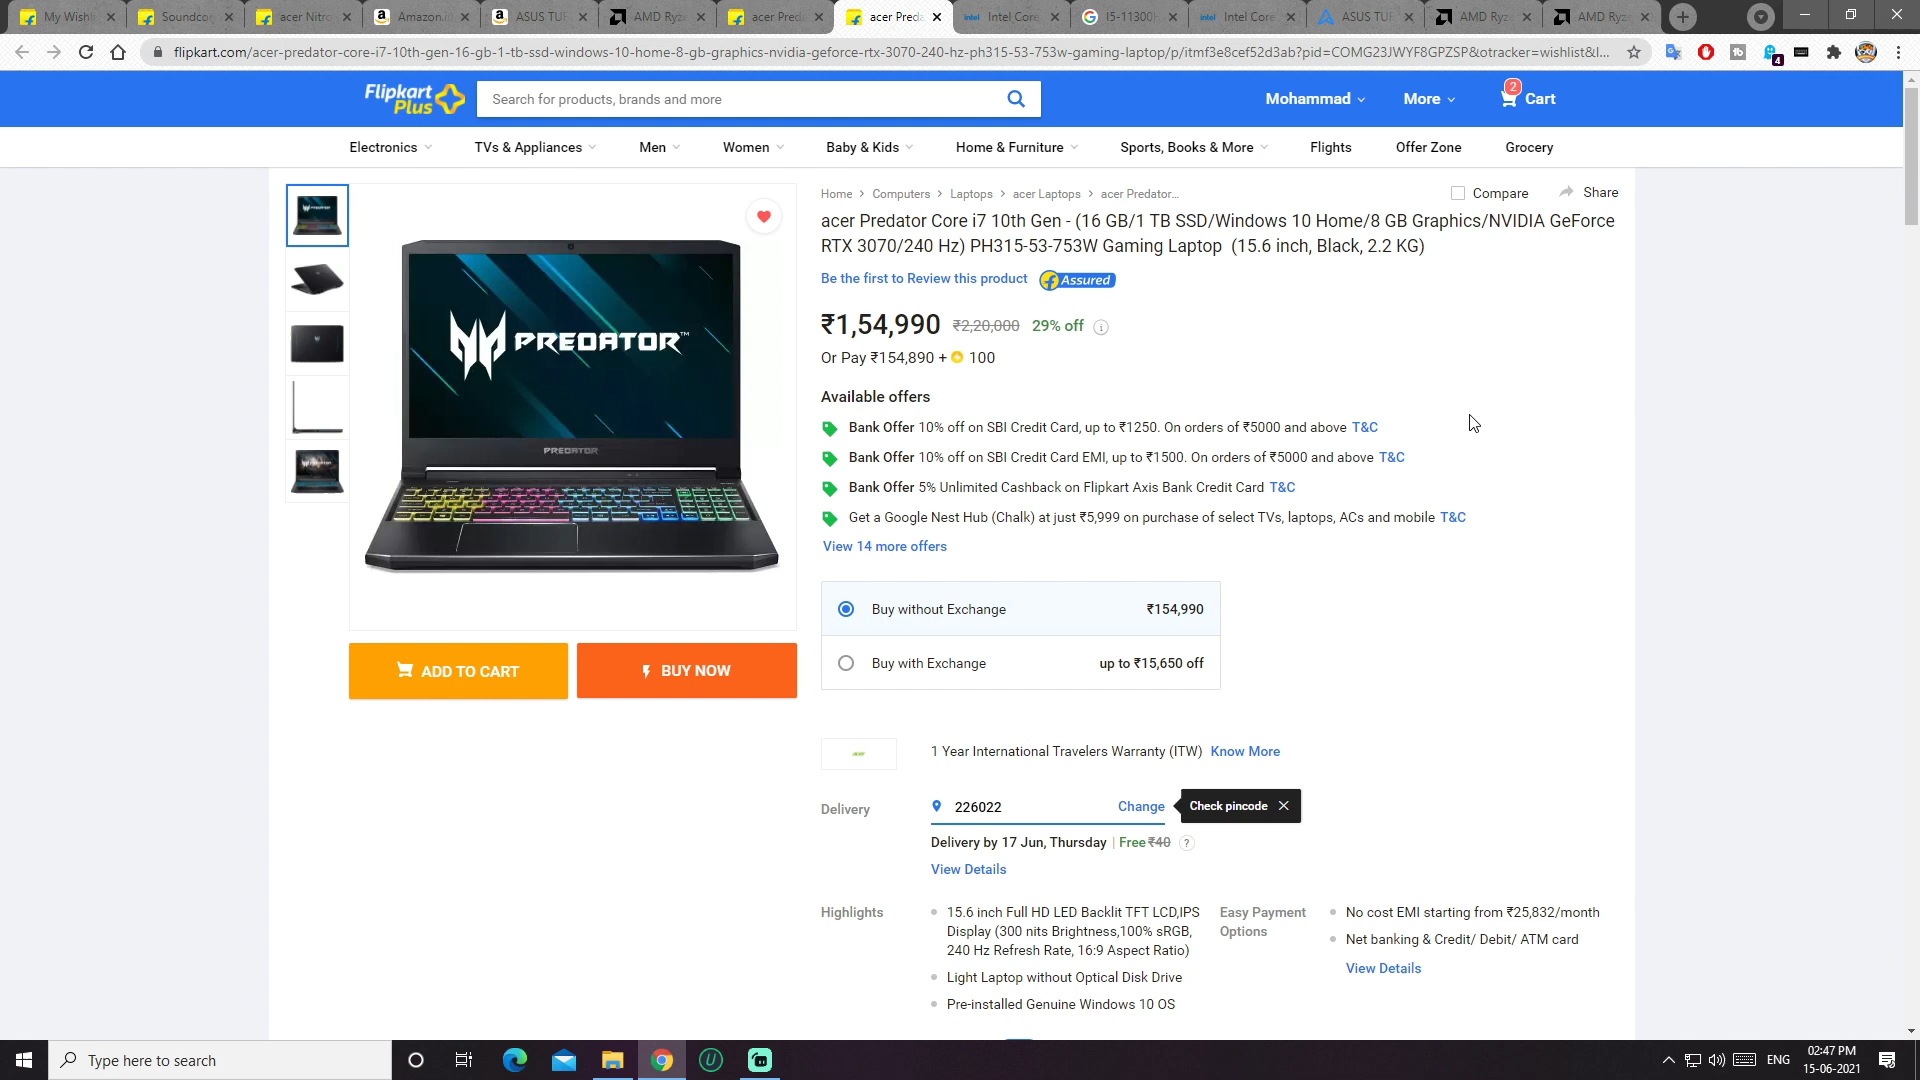 My Wishl
Soundco
acer Nitro
Amazon.i
ASUS TUF
AMD Ryz
acer Pred
acer Preda
Intel Core
I5-11300
Intel Core
ASUS TUF
AMD Ryz
AMD Ryz
flipkart.com/acer-predator-core-i7-10th-gen-16-gb-1-tb-ssd-windows-10-home-8-gb-graphics-nvidia-geforce-rtx-3070-240-hz-ph315-53-753w-gaming-laptop/p/itmf3e8cef52d3ab?pid=COMG23JWYF8GPZSP&otracker=wishlist&l...
4
Flipkart
Plus
Search for products, brands and more
Mohammad
More
2
Cart
Electronics
TVs & Appliances
Men
Women
Baby & Kids
Home & Furniture
Sports, Books & More
Flights
Offer Zone
Grocery
Home > Computers > Laptops > acer Laptops > acer Predator...
Compare
Share
acer Predator Core i7 10th Gen - (16 GB/1 TB SSD/Windows 10 Home/8 GB Graphics/NVIDIA GeForce
RTX 3070/240 Hz) PH315-53-753W Gaming Laptop (15.6 inch, Black, 2.2 KG)
Be the first to Review this product
Assured
₹1,54,990 ₹2,20,000 29% off
Or Pay ₹154,890 + 100
PREDATOR™
PREDATOR
Available offers
Bank Offer 10% off on SBI Credit Card, up to ₹1250. On orders of ₹5000 and above T&C
Bank Offer 10% off on SBI Credit Card EMI, up to ₹1500. On orders of ₹5000 and above T&C
Bank Offer 5% Unlimited Cashback on Flipkart Axis Bank Credit Card T&C
Get a Google Nest Hub (Chalk) at just ₹5,999 on purchase of select TVs, laptops, ACs and mobile T&C
View 14 more offers
Buy without Exchange ₹154,990
Buy with Exchange up to ₹15,650 off
ADD TO CART
BUY NOW
acer
1 Year International Travelers Warranty (ITW) Know More
Delivery
226022
Change
Check pincode
Delivery by 17 Jun, Thursday | Free ₹40 ?
View Details
Highlights
15.6 inch Full HD LED Backlit TFT LCD,IPS
Display (300 nits Brightness,100% sRGB,
240 Hz Refresh Rate, 16:9 Aspect Ratio)
Light Laptop without Optical Disk Drive
Pre-installed Genuine Windows 10 OS
Easy Payment
Options
No cost EMI starting from ₹25,832/month
Net banking & Credit/ Debit/ ATM card
View Details
Type here to search
ENG
02:47 PM
15-06-2021